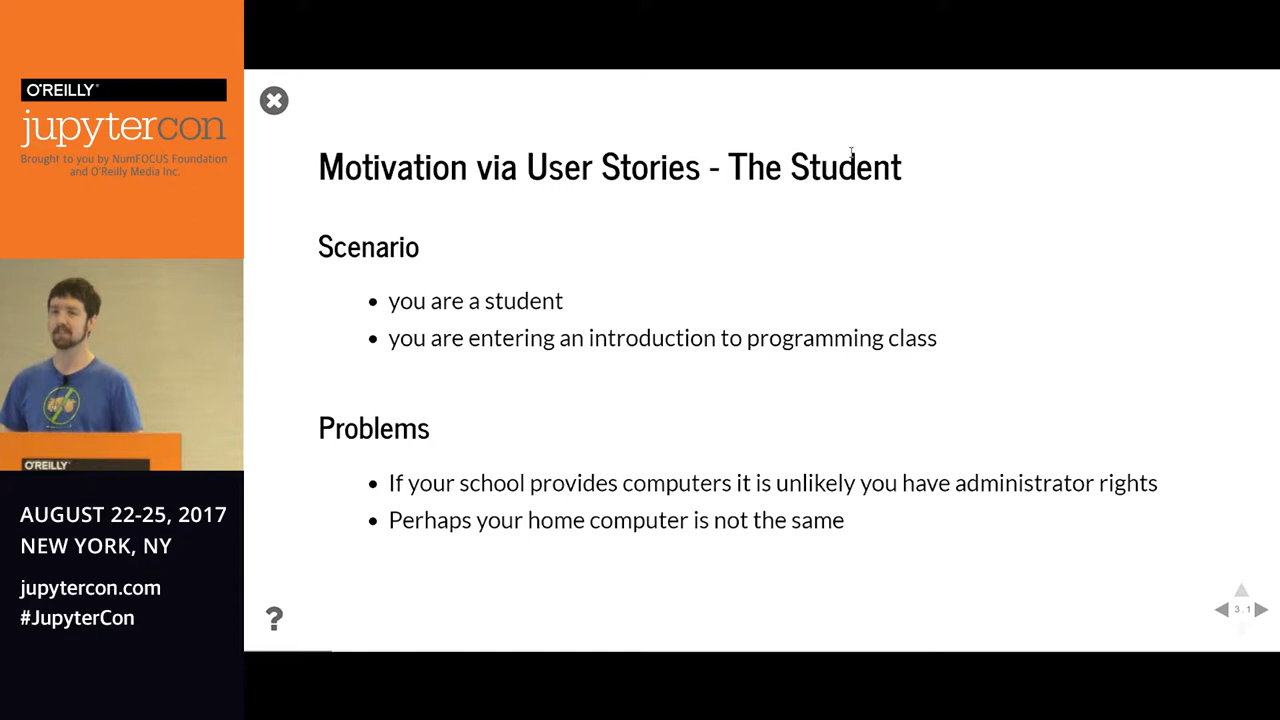 O'REILLY®
jupytercon
Brought to you by NumFOCUS Foundation
and O'Reilly Media Inc.
O'REILLY
AUGUST 22-25, 2017
NEW YORK, NY
jupytercon.com
#JupyterCon
Motivation via User Stories - The Student
Scenario
• you are a student
• you are entering an introduction to programming class
Problems
• If your school provides computers it is unlikely you have administrator rights
• Perhaps your home computer is not the same
?
3.1